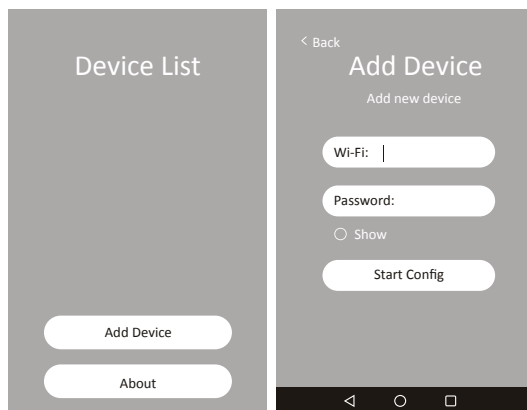 Device List
Add Device
About
< Back
Add Device
Add new device
Wi-Fi:
Password:
Show
Start Config